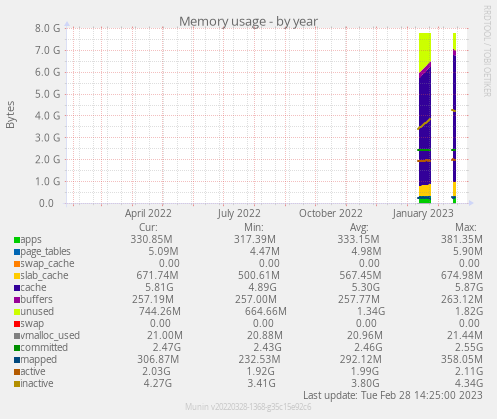 Memory usage - by year
RRDTOOL / TOBI OETIKER
Bytes
8.0 G
7.0 G
6.0 G
5.0 G
4.0 G
3.0 G
2.0 G
1.0 G
0.0
April 2022 July 2022 October 2022 January 2023
Cur: Min: Avg: Max:
apps 330.85M 317.39M 333.15M 381.35M
page_tables 5.09M 4.47M 4.98M 5.90M
swap_cache 0.00 0.00 0.00 0.00
slab_cache 671.74M 500.61M 567.45M 674.98M
cache 5.81G 4.89G 5.30G 5.87G
buffers 257.19M 257.00M 257.77M 263.12M
unused 744.26M 664.66M 1.34G 1.82G
swap 0.00 0.00 0.00 0.00
vmalloc_used 21.00M 20.88M 20.96M 21.44M
committed 2.47G 2.43G 2.46G 2.55G
mapped 306.87M 232.53M 292.12M 358.05M
active 2.03G 1.92G 1.99G 2.11G
inactive 4.27G 3.41G 3.80G 4.34G
Last update: Tue Feb 28 14:25:00 2023
Munin v20220328-1368-g35c15e92c6